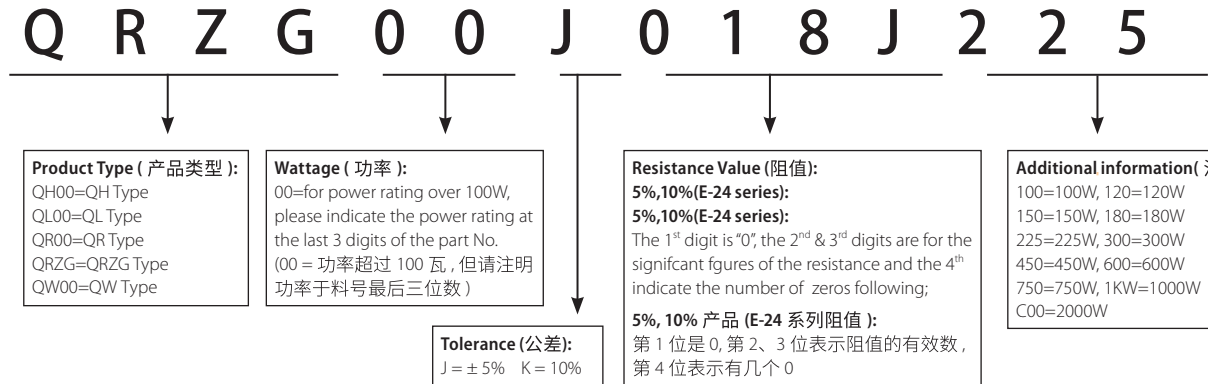 Q R Z G 0 0 J 0 1 8 J 2 2 5
Product Type ( 产品类型 ):
QH00=QH Type
QL00=QL Type
QR00=QR Type
QRZG=QRZG Type
QW00=QW Type
Wattage ( 功率 ):
00=for power rating over 100W,
please indicate the power rating at
the last 3 digits of the part No.
(00 = 功率超过 100 瓦 , 但请注明
功率于料号最后三位数 )
Tolerance (公差):
J = ± 5% K = 10%
Resistance Value (阻值):
5%,10%(E-24 series):
5%,10%(E-24 series):
The 1st digit is “0”, the 2nd & 3rd digits are for the
signifcant fgures of the resistance and the 4th
indicate the number of zeros following;
5%, 10% 产品 (E-24 系列阻值 ):
第 1 位是 0, 第 2、3 位表示阻值的有效数 ,
第 4 位表示有几个 0
Additional information(
100=100W, 120=120W
150=150W, 180=180W
225=225W, 300=300W
450=450W, 600=600W
750=750W, 1KW=1000W
C00=2000W